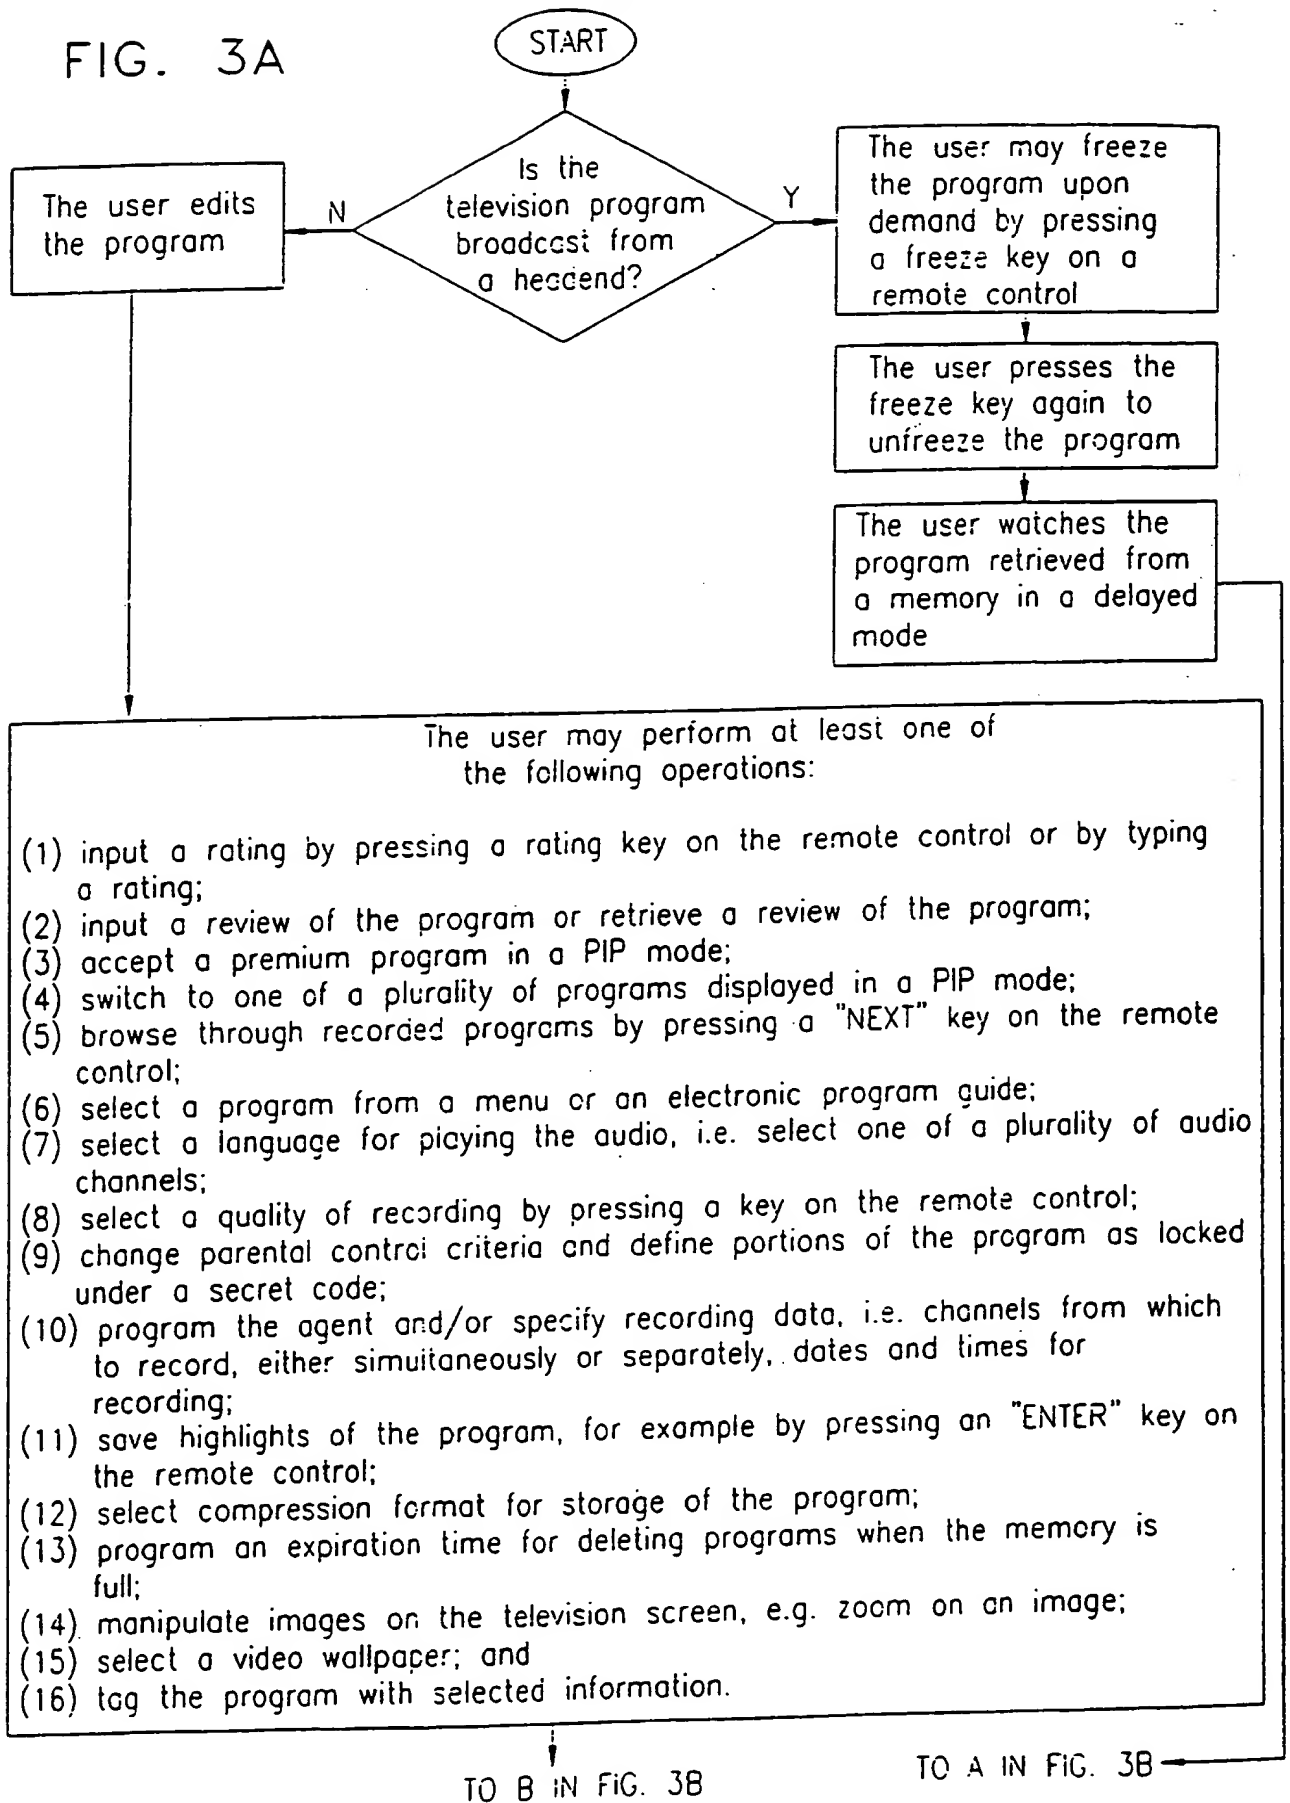 FIG. 3A
START
Is the
television program
broadcast from
a headend?
N
Y
The user edits
the program
The user may freeze
the program upon
demand by pressing
a freeze key on a
remote control
The user presses the
freeze key again to
unfreeze the program
The user watches the
program retrieved from
a memory in a delayed
mode
The user may perform at least one of
the following operations:
(1) input a rating by pressing a rating key on the remote control or by typing
a rating;
(2) input a review of the program or retrieve a review of the program;
(3) accept a premium program in a PIP mode;
(4) switch to one of a plurality of programs displayed in a PIP mode;
(5) browse through recorded programs by pressing a "NEXT" key on the remote
control;
(6) select a program from a menu or an electronic program guide;
(7) select a language for playing the audio, i.e. select one of a plurality of audio
channels;
(8) select a quality of recording by pressing a key on the remote control;
(9) change parental control criteria and define portions of the program as locked
under a secret code;
(10) program the agent and/or specify recording data, i.e. channels from which
to record, either simultaneously or separately, dates and times for
recording;
(11) save highlights of the program, for example by pressing an "ENTER" key on
the remote control;
(12) select compression format for storage of the program;
(13) program an expiration time for deleting programs when the memory is
full;
(14) manipulate images on the television screen, e.g. zoom on an image;
(15) select a video wallpaper; and
(16) tag the program with selected information.
TO B IN FIG. 3B
TO A IN FIG. 3B